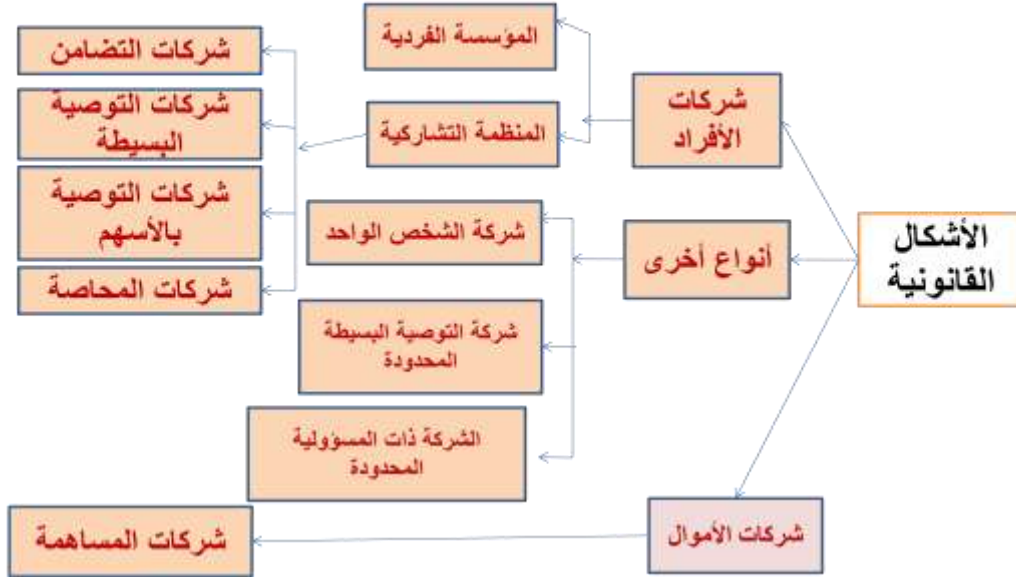 الأشكال
القانونية
شركات
الأفراد
المؤسسة الفردية
المنظمة التشاركية
شركات التضامن
شركات التوصية
البسيطة
شركات التوصية
بالأسهم
شركات المحاصة
أنواع أخرى
شركة الشخص الواحد
شركة التوصية البسيطة
المحدودة
الشركة ذات المسؤولية
المحدودة
شركات الأموال
شركات المساهمة